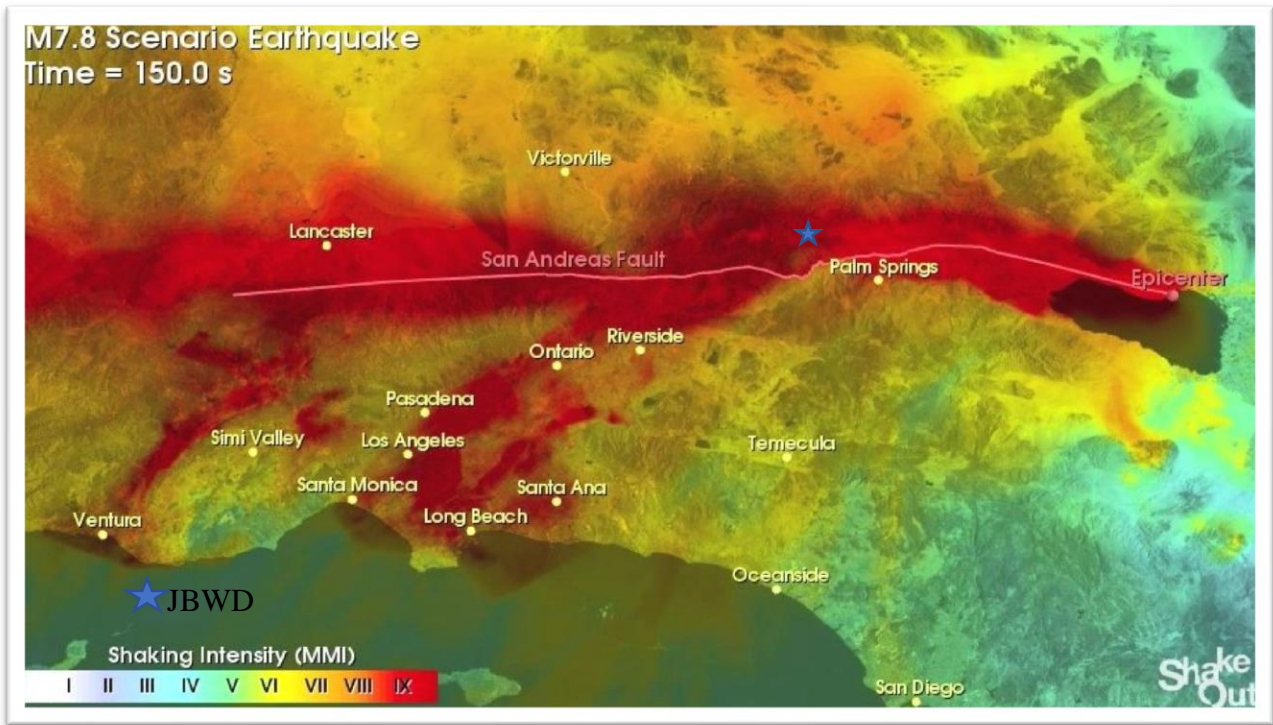 M7.8 Scenario Earthquake
Time = 150.0 s
Victorville
Lancaster
San Andreas Fault
Palm Springs
Epicenter
Riverside
Ontario
Pasadena
Simi Valley
Los Angeles
Temecula
Santa Monica
Santa Ana
Ventura
Long Beach
Oceanside
JBWD
Shaking Intensity (MMI)
I II III IV V VI VII VIII IX
San Diego
Shake
Out